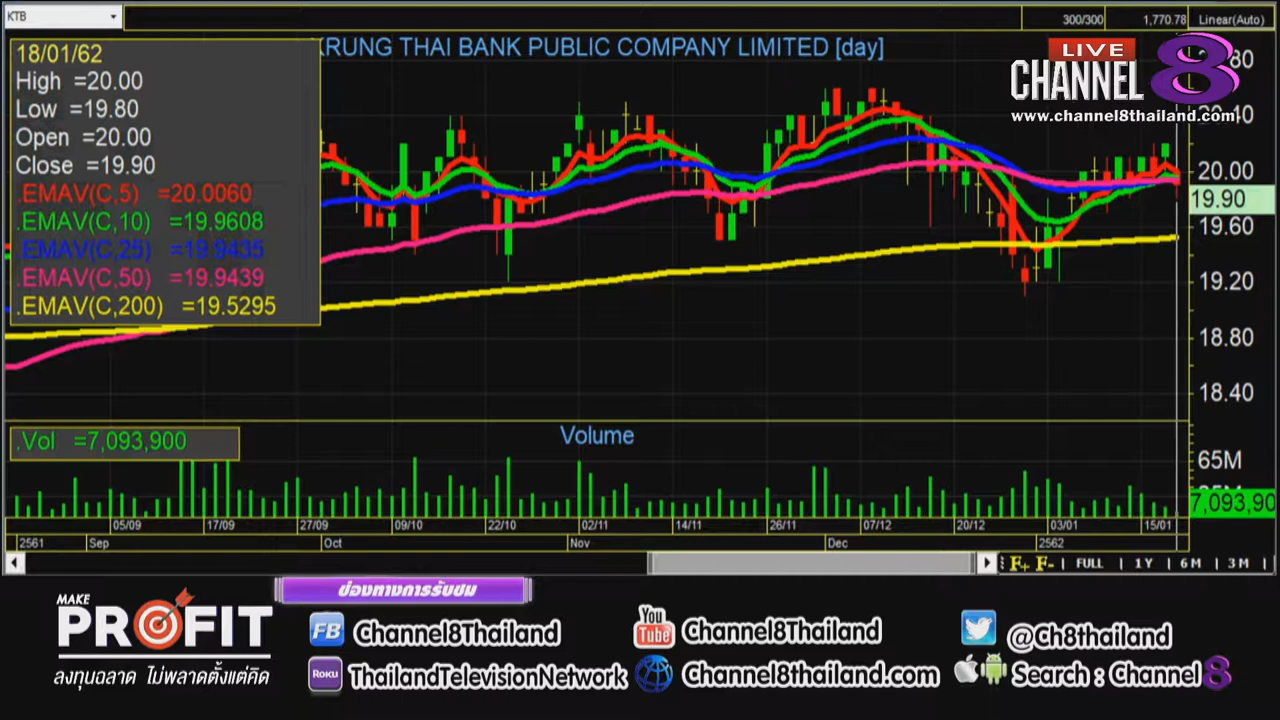 KTB
300/300
1,770.78
Linear(Auto)
KRUNG THAI BANK PUBLIC COMPANY LIMITED [day]
LIVE
CHANNEL 8
www.channel8thailand.com
18/01/62
High =20.00
Low =19.80
Open =20.00
Close =19.90
.EMAV(C,5) =20.0060
.EMAV(C,10) =19.9608
.EMAV(C,25) =19.9435
.EMAV(C,50) =19.9439
.EMAV(C,200) =19.5295
20.00
19.90
19.60
19.20
18.80
18.40
.Vol =7,093,900
Volume
65M
7,093,90
05/09 17/09 27/09 09/10 22/10 02/11 14/11 26/11 07/12 20/12 03/01 15/01
2561 Sep Oct Nov Dec 2562
F+ F- | FULL | 1Y | 6M | 3M |
MAKE
PROFIT
ลงทุนฉลาด ไม่พลาดตั้งแต่คิด
ช่องทางการรับชม
FB Channel8Thailand
You Tube Channel8Thailand
@Ch8thailand
ROKU ThailandTelevisionNetwork
Channel8thailand.com
Search : Channel 8